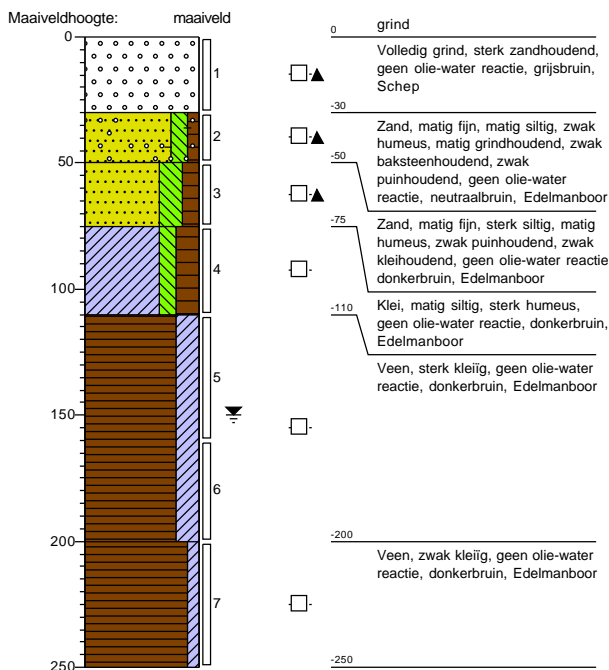 Maaiveldhoogte: maaiveld
0
50
100
150
200
250
1
2
3
4
5
6
7
0 grind
Volledig grind, sterk zandhoudend,
geen olie-water reactie, grijsbruin,
Schep
-30
Zand, matig fijn, matig siltig, zwak
humeus, matig grindhoudend, zwak
baksteenhoudend, zwak
puinhoudend, geen olie-water
reactie, neutraalbruin, Edelmanboor
-50
-75
Zand, matig fijn, sterk siltig, matig
humeus, zwak puinhoudend, zwak
kleihoudend, geen olie-water reactie
donkerbruin, Edelmanboor
-110
Klei, matig siltig, sterk humeus,
geen olie-water reactie, donkerbruin,
Edelmanboor
Veen, sterk kleiïg, geen olie-water
reactie, donkerbruin, Edelmanboor
-200
Veen, zwak kleiïg, geen olie-water
reactie, donkerbruin, Edelmanboor
-250